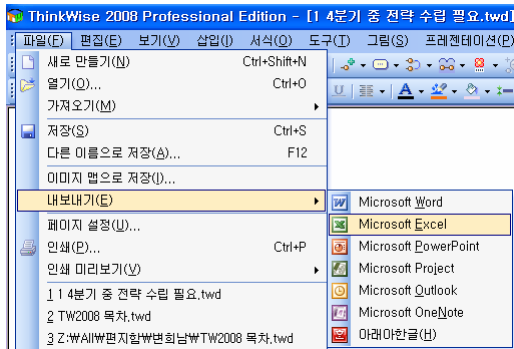 ThinkWise 2008 Professional Edition - [1 4분기 중 전략 수립 필요.twd]
파일(F) 편집(E) 보기(V) 삽입(I) 서식(O) 도구(T) 그림(S) 프레젠테이션(P)
새로 만들기(N) Ctrl+Shift+N
열기(O)... Ctrl+O
가져오기(M)
저장(S) Ctrl+S
다른 이름으로 저장(A)... F12
이미지 맵으로 저장(J)...
내보내기(E)
Microsoft Word
페이지 설정(U)...
Microsoft Excel
인쇄(P)... Ctrl+P
Microsoft PowerPoint
인쇄 미리보기(V)
Microsoft Project
1 1 4분기 중 전략 수립 필요.twd
Microsoft Outlook
2 TW2008 목차.twd
Microsoft OneNote
3 Z:₩All₩편지함₩변희남₩TW2008 목차.twd
아래아한글(H)